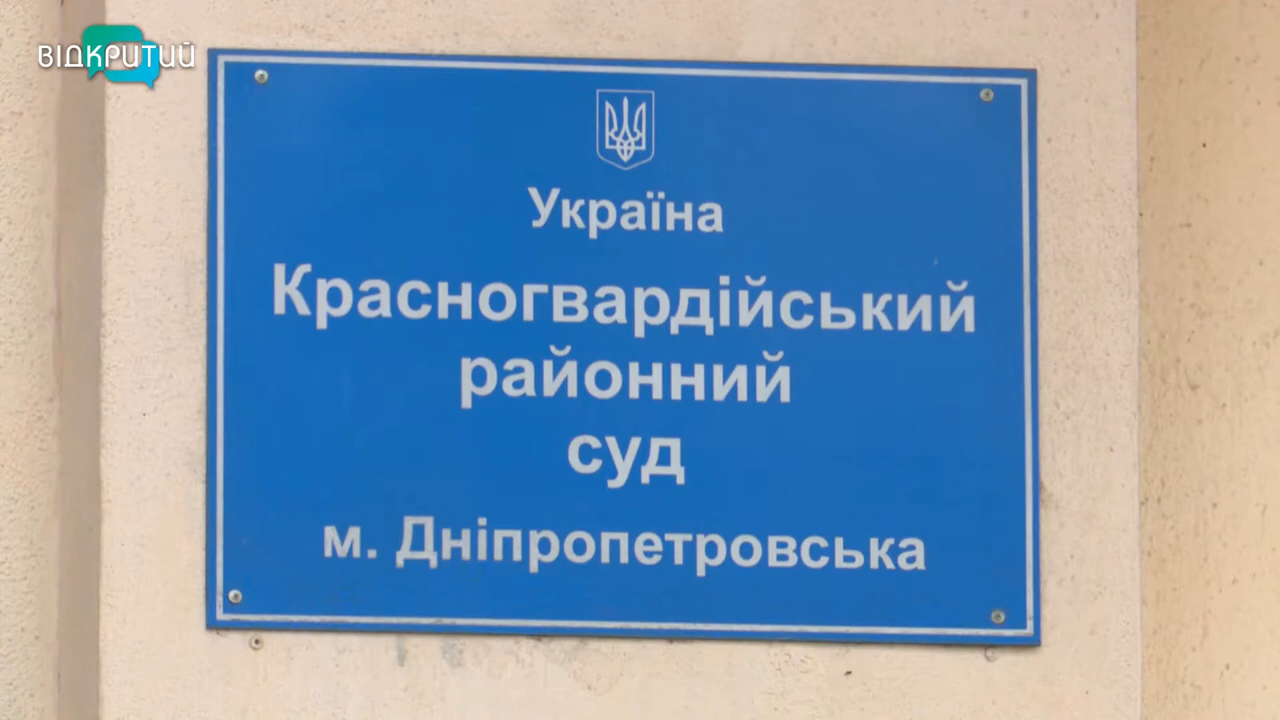 ВІДКРИТИЙ
Україна
Красногвардійський
районний
суд
м. Дніпропетровська